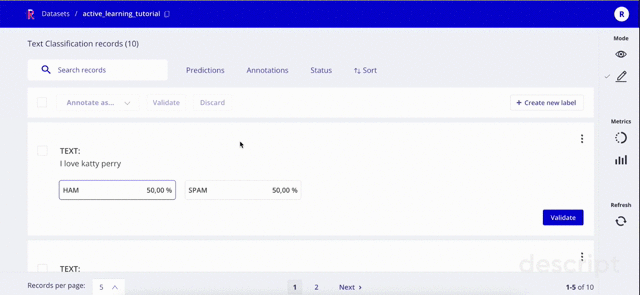 R Datasets / active_learning_tutorial R
Text Classification records (10)
Mode
Search records Predictions Annotations Status Sort
Annotate as... Validate Discard + Create new label
Metrics
TEXT:
I love katty perry
HAM 50,00 % SPAM 50,00 %
Refresh
Validate
TEXT:
descript
Records per page: 5 1 2 Next > 1-5 of 10